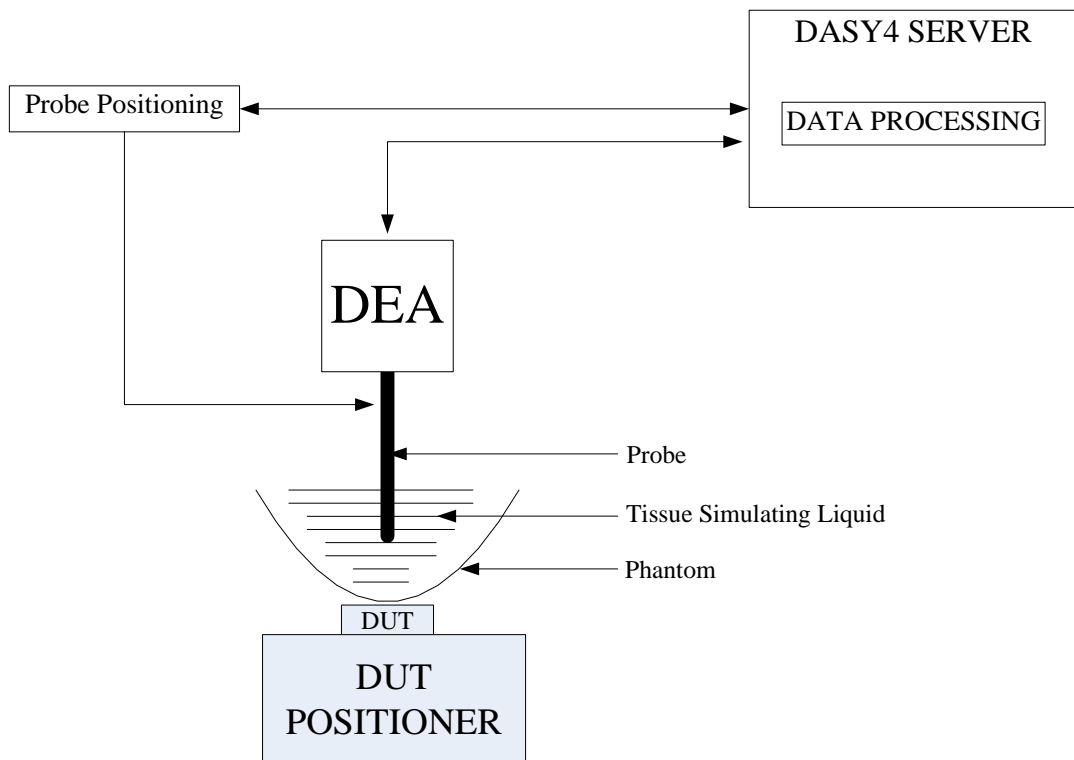 DASY4 SERVER
Probe Positioning
DATA PROCESSING
DEA
Probe
Tissue Simulating Liquid
Phantom
DUT
DUT
POSITIONER